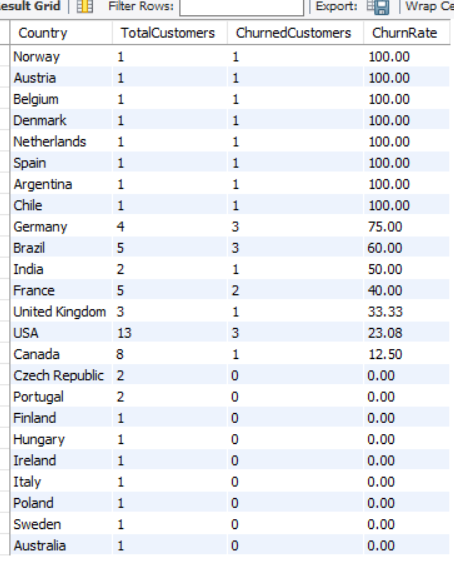 esult Grid Filter Rows: Export: Wrap Ce
Country TotalCustomers ChurnedCustomers ChurnRate
Norway 1 1 100.00
Austria 1 1 100.00
Belgium 1 1 100.00
Denmark 1 1 100.00
Netherlands 1 1 100.00
Spain 1 1 100.00
Argentina 1 1 100.00
Chile 1 1 100.00
Germany 4 3 75.00
Brazil 5 3 60.00
India 2 1 50.00
France 5 2 40.00
United Kingdom 3 1 33.33
USA 13 3 23.08
Canada 8 1 12.50
Czech Republic 2 0 0.00
Portugal 2 0 0.00
Finland 1 0 0.00
Hungary 1 0 0.00
Ireland 1 0 0.00
Italy 1 0 0.00
Poland 1 0 0.00
Sweden 1 0 0.00
Australia 1 0 0.00